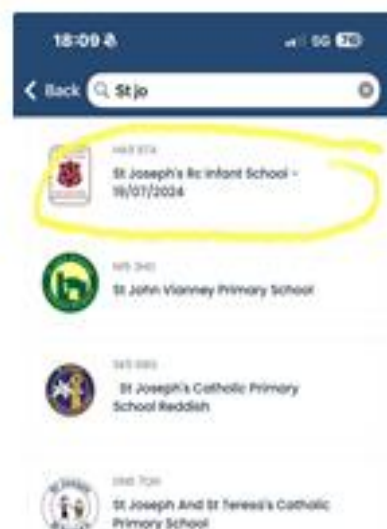 18:09
5G
Back
St jo
St Joseph's Rc Infant School -
19/07/2024
St John Vianney Primary School
St Joseph's Catholic Primary
School Reddish
St Joseph And St Teresa's Catholic
Primary School